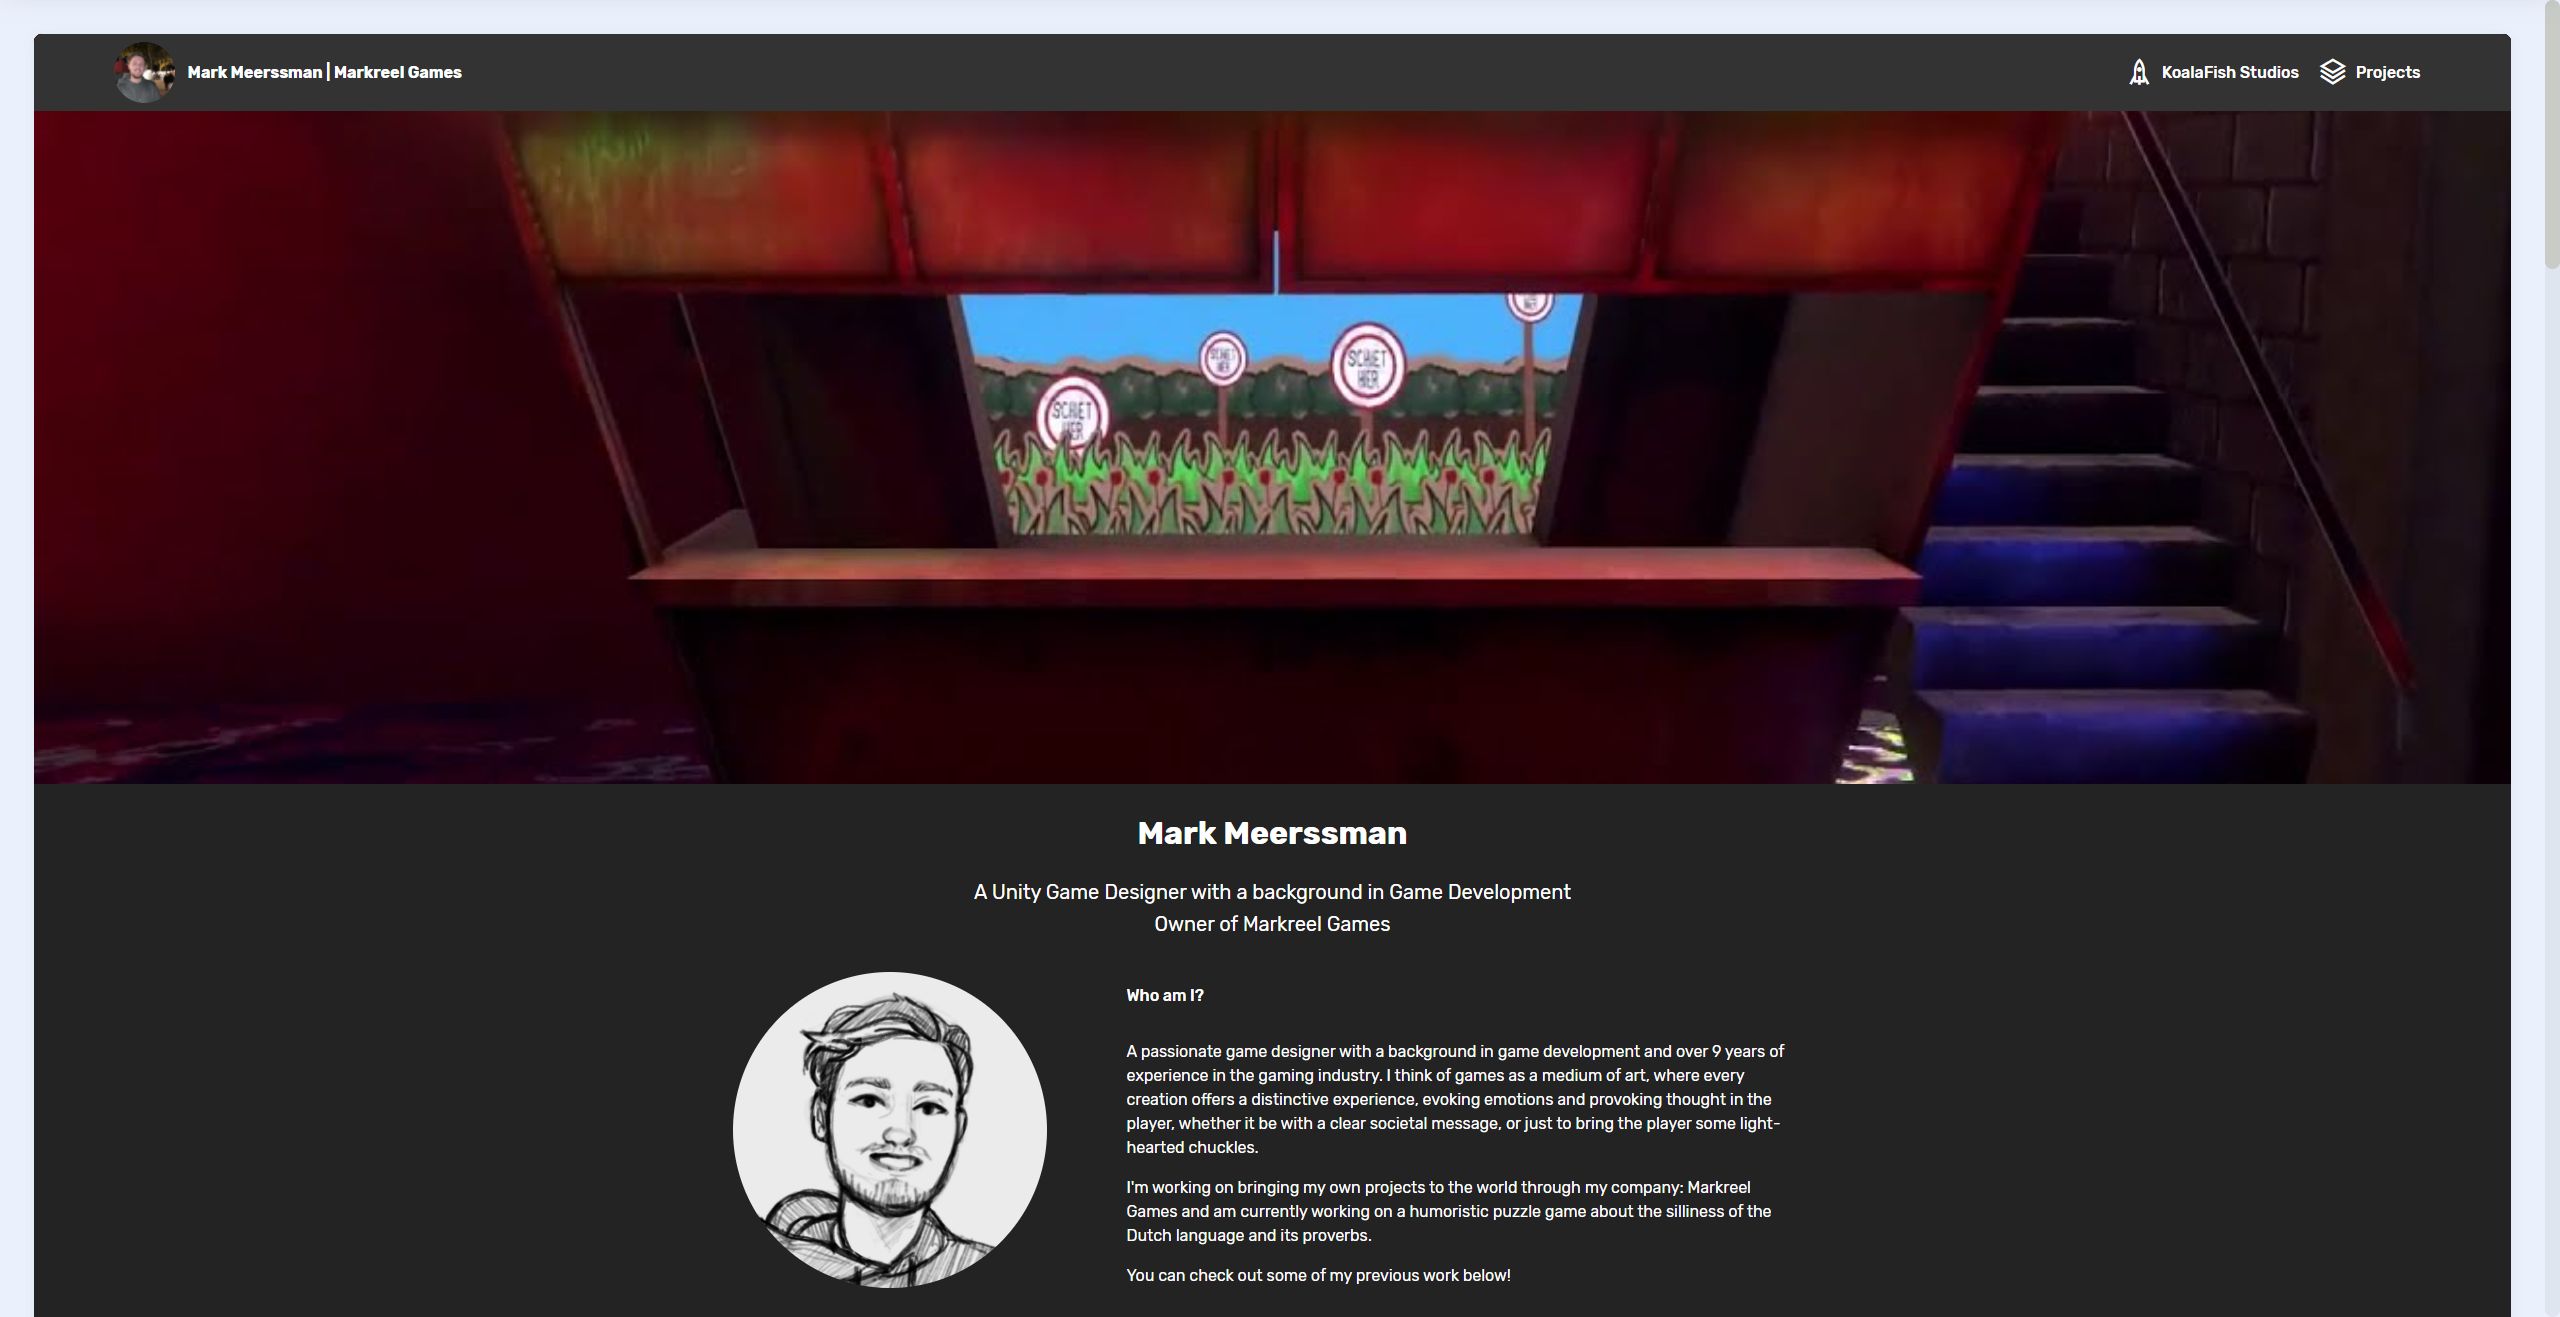 Mark Meerssman | Markreel Games
KoalaFish Studios
Projects
SCHIET
HIER
SCHIET
HIER
SCHIET
HIER
Mark Meerssman
A Unity Game Designer with a background in Game Development
Owner of Markreel Games
Who am I?
A passionate game designer with a background in game development and over 9 years of
experience in the gaming industry. I think of games as a medium of art, where every
creation offers a distinctive experience, evoking emotions and provoking thought in the
player, whether it be with a clear societal message, or just to bring the player some light-
hearted chuckles.
I'm working on bringing my own projects to the world through my company: Markreel
Games and am currently working on a humoristic puzzle game about the silliness of the
Dutch language and its proverbs.
You can check out some of my previous work below!